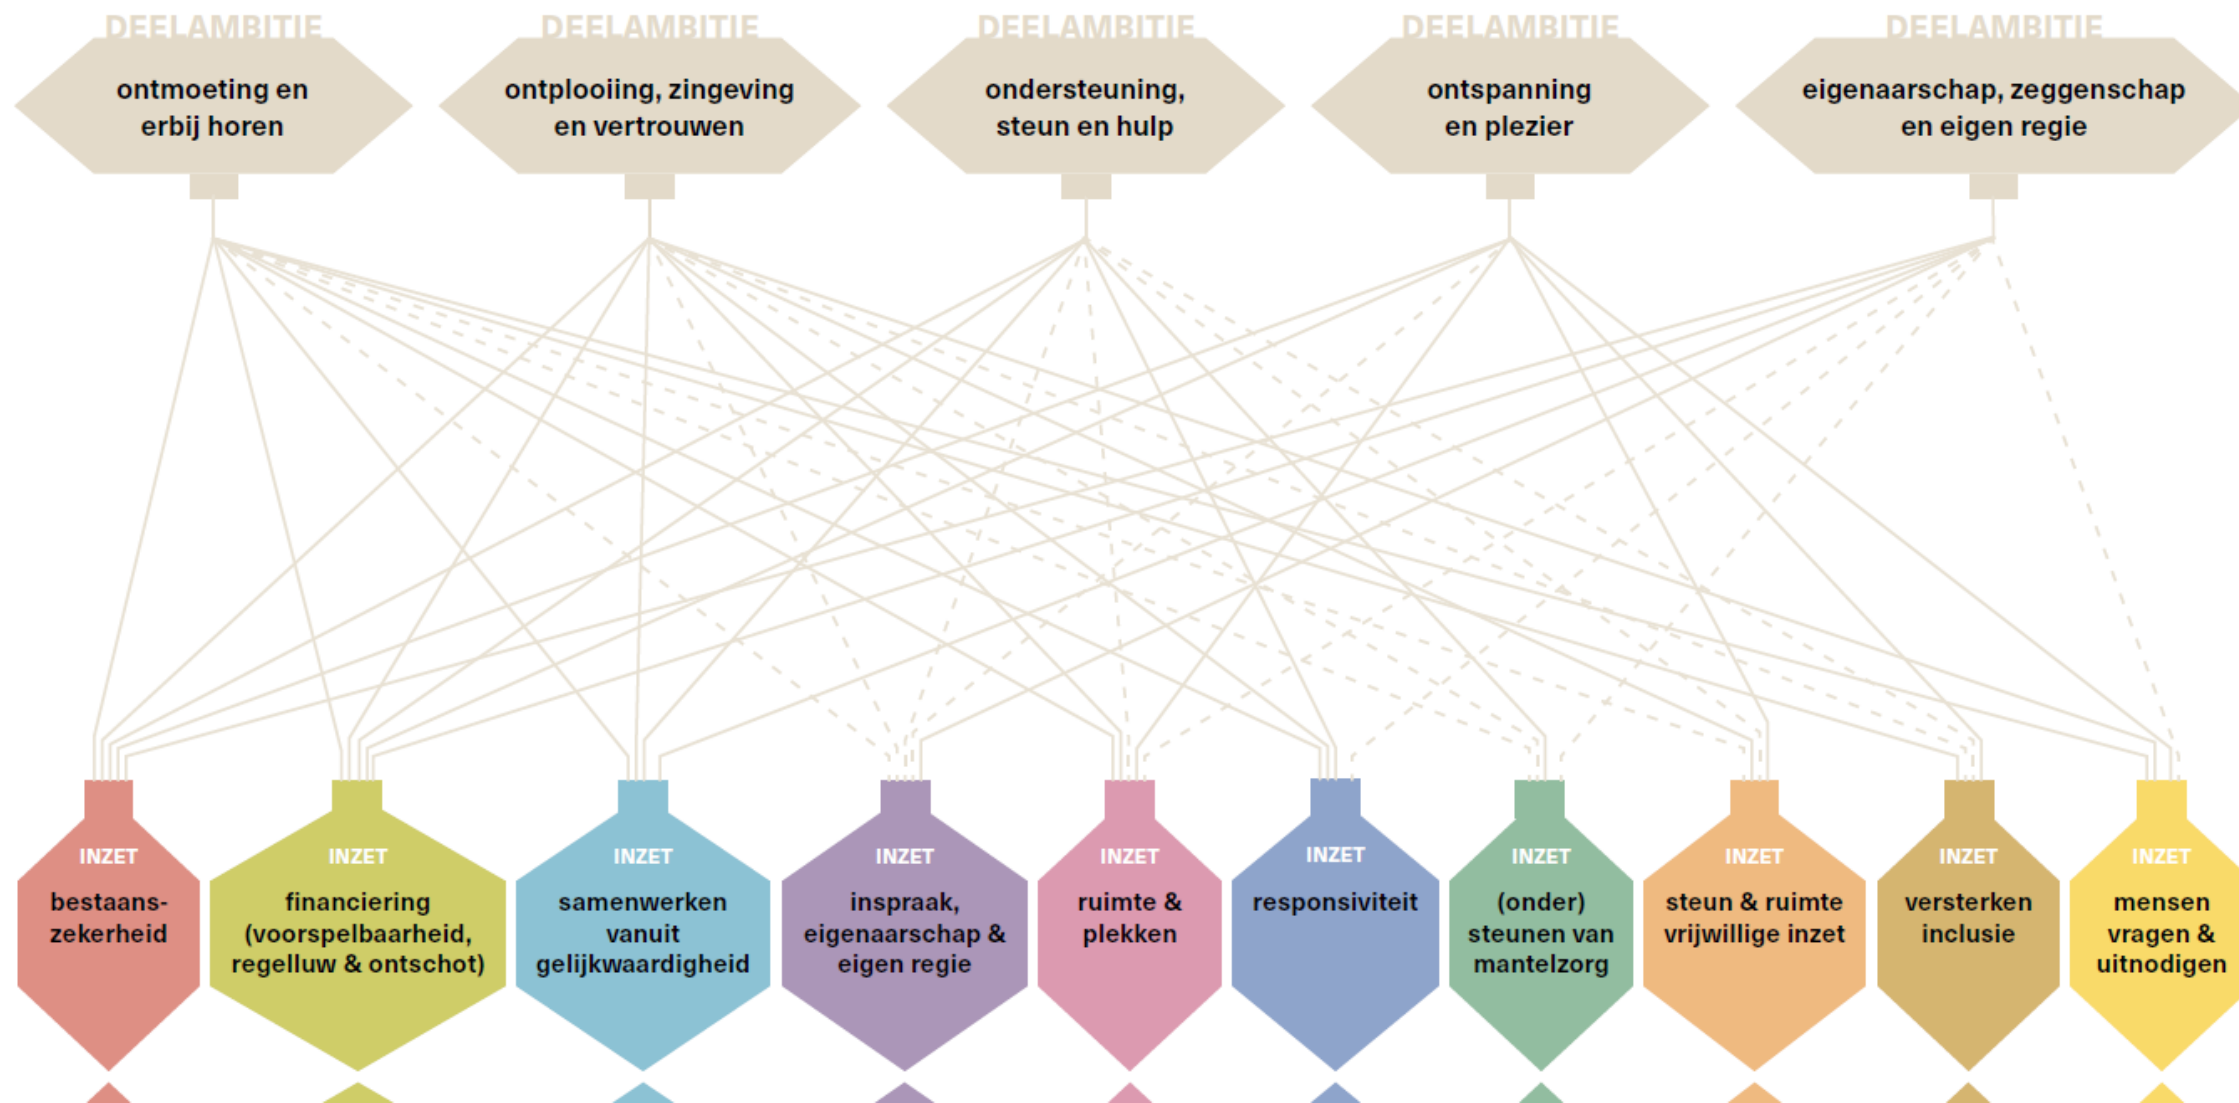 DEELAMBITIE
ontmoeting en
erbij horen
DEELAMBITIE
ontplooiing, zingeving
en vertrouwen
DEELAMBITIE
ondersteuning,
steun en hulp
DEELAMBITIE
ontspanning
en plezier
DEELAMBITIE
eigenaarschap, zeggenschap
en eigen regie
INZET
bestaans-
zekerheid
INZET
financiering
(voorspelbaarheid,
regelluw & ontschot)
INZET
samenwerken
vanuit
gelijkwaardigheid
INZET
inspraak,
eigenaarschap &
eigen regie
INZET
ruimte &
plekken
INZET
responsiviteit
INZET
(onder)
steunen van
mantelzorg
INZET
steun & ruimte
vrijwillige inzet
INZET
versterken
inclusie
INZET
mensen
vragen &
uitnodigen